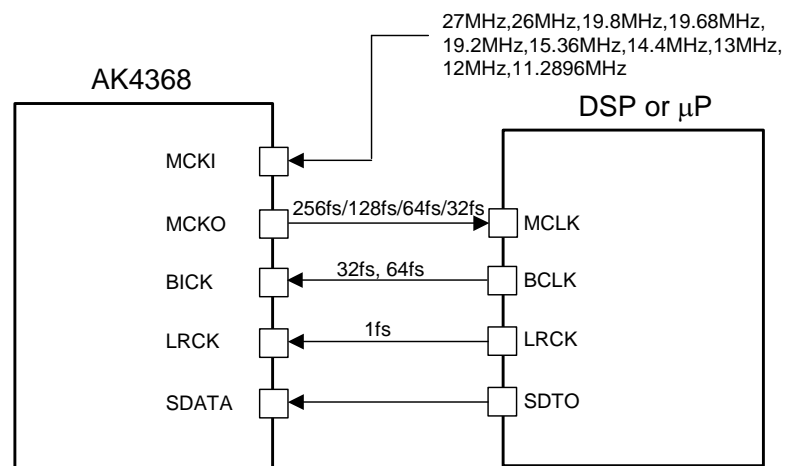 27MHz,26MHz,19.8MHz,19.68MHz,
19.2MHz,15.36MHz,14.4MHz,13MHz,
12MHz,11.2896MHz
AK4368
DSP or μP
MCKI
MCKO
256fs/128fs/64fs/32fs
MCLK
BICK
32fs, 64fs
BCLK
LRCK
1fs
LRCK
SDATA
SDTO